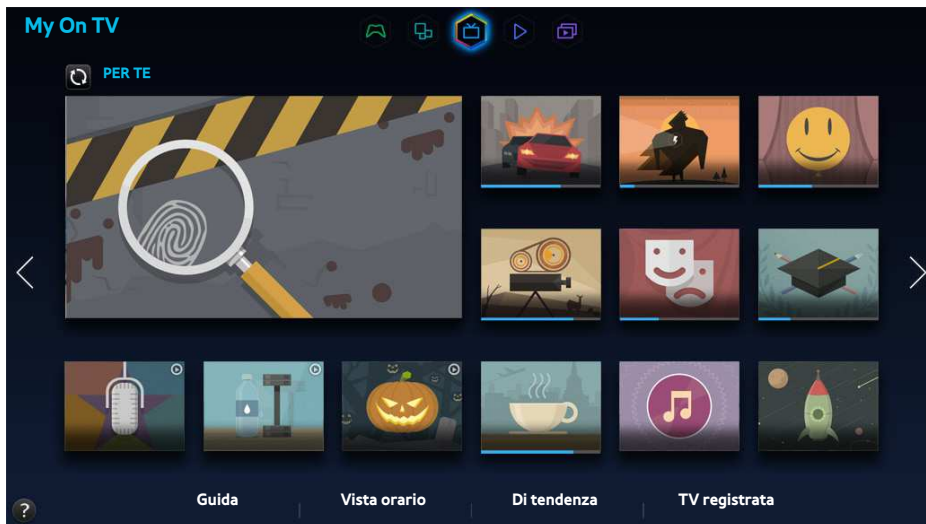 My On TV
PER TE
Guida
Vista orario
Di tendenza
TV registrata
?